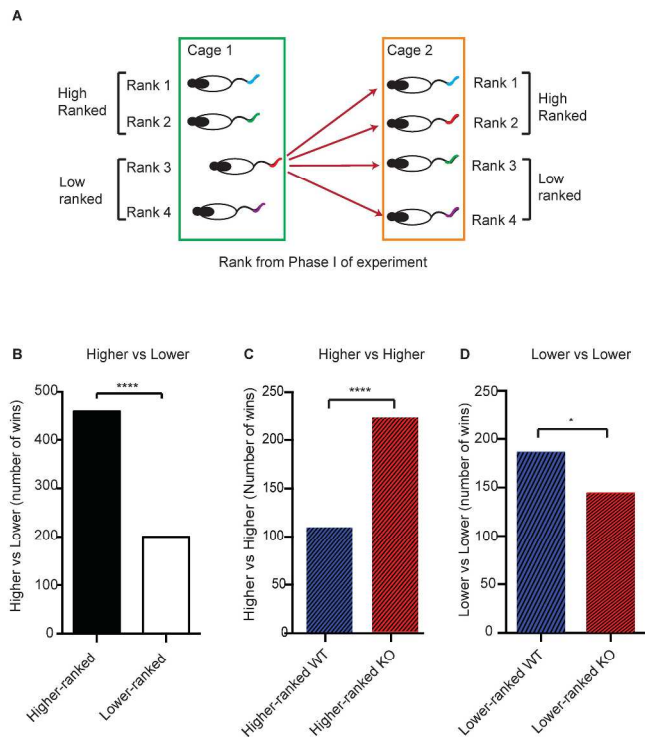 A
Cage 1
Cage 2
High
Ranked
Rank 1
Rank 2
Low
ranked
Rank 3
Rank 4
Rank 1
Rank 2
High
Ranked
Rank 3
Rank 4
Low
ranked
Rank from Phase I of experiment
B
Higher vs Lower
Higher vs Lower (number of wins)
500
400
300
200
200
0
****
Higher-ranked
Lower-ranked
C
Higher vs Higher
Higher vs Higher (Number of wins)
250
200
150
100
50
0
****
Higher-ranked WT
Higher-ranked KO
D
Lower vs Lower
Lower vs Lower (number of wins)
250
200
150
100
50
0
*
Lower-ranked WT
Lower-ranked KO